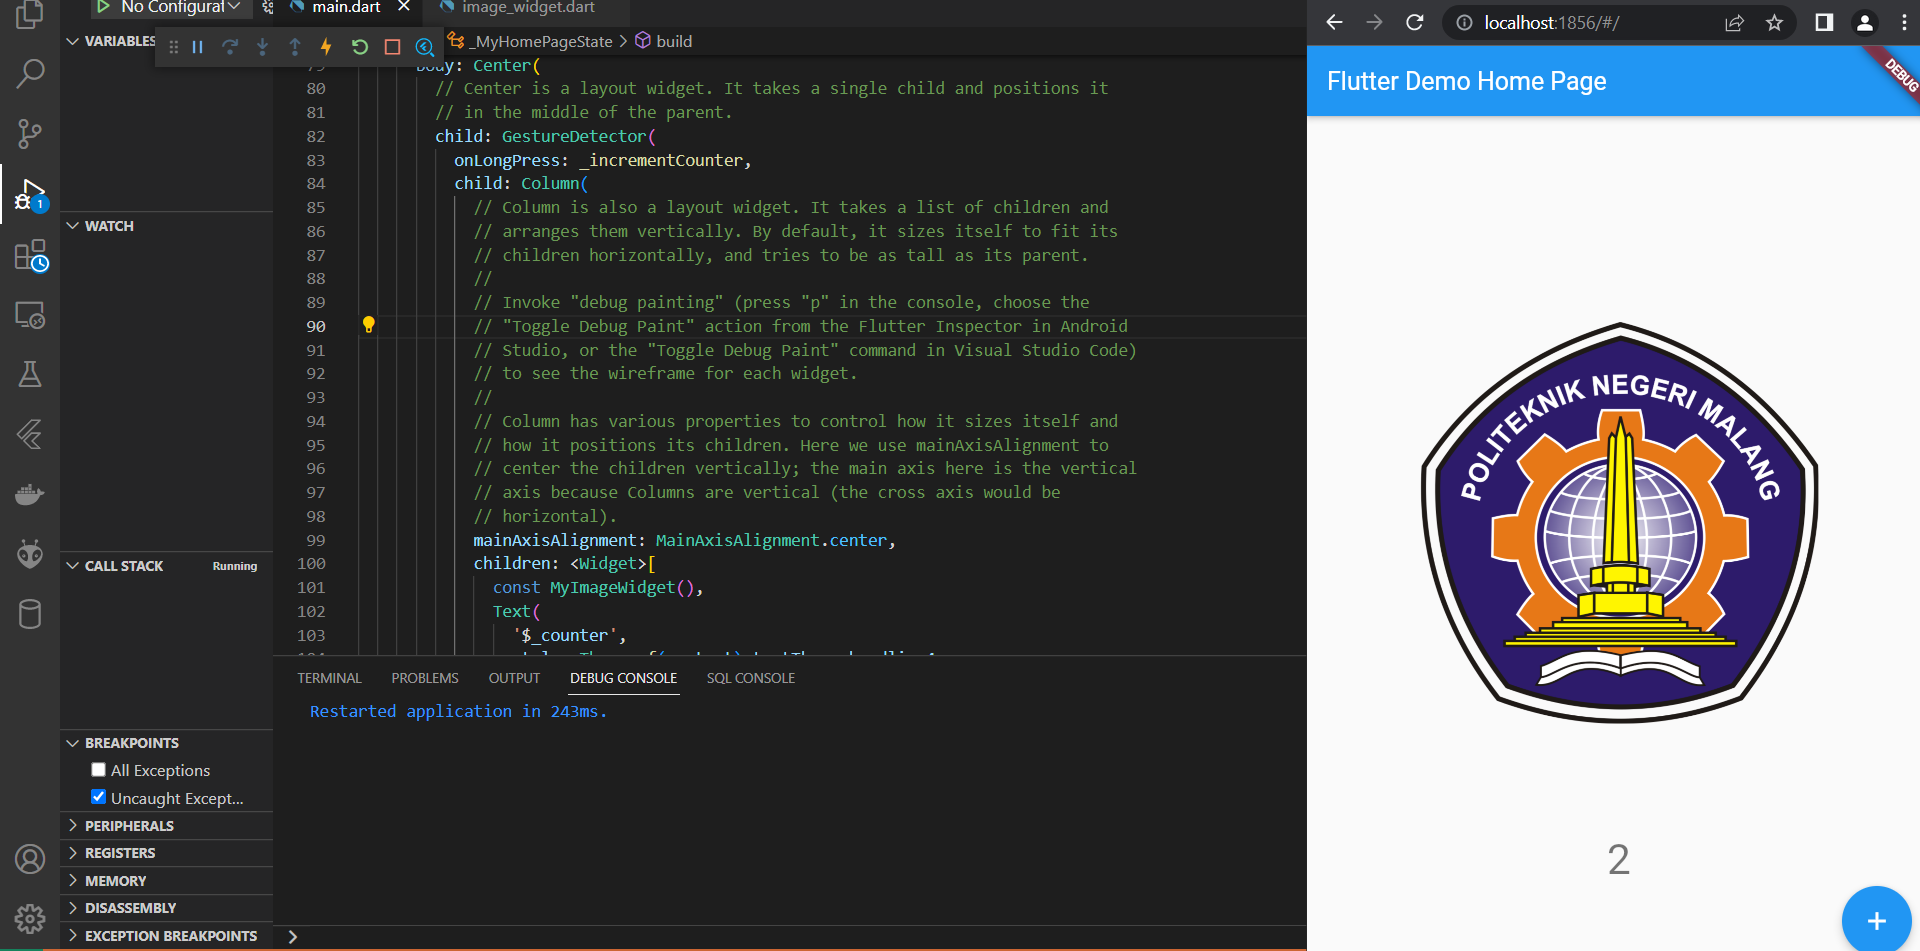 No Configurat
main.dart
image_widget.dart
VARIABLES
_MyHomePageState > build
body: Center(
80 // Center is a layout widget. It takes a single child and positions it
81 // in the middle of the parent.
82 child: GestureDetector(
83 onLongPress: _incrementCounter,
84 child: Column(
85 // Column is also a layout widget. It takes a list of children and
86 // arranges them vertically. By default, it sizes itself to fit its
87 // children horizontally, and tries to be as tall as its parent.
88 //
89 // Invoke "debug painting" (press "p" in the console, choose the
90 // "Toggle Debug Paint" action from the Flutter Inspector in Android
91 // Studio, or the "Toggle Debug Paint" command in Visual Studio Code)
92 // to see the wireframe for each widget.
93 //
94 // Column has various properties to control how it sizes itself and
95 // how it positions its children. Here we use mainAxisAlignment to
96 // center the children vertically; the main axis here is the vertical
97 // axis because Columns are vertical (the cross axis would be
98 // horizontal).
99 mainAxisAlignment: MainAxisAlignment.center,
100 children: <Widget>[
101 const MyImageWidget(),
102 Text(
103 '$_counter',
WATCH
CALL STACK
Running
BREAKPOINTS
All Exceptions
Uncaught Except...
PERIPHERALS
REGISTERS
MEMORY
DISASSEMBLY
EXCEPTION BREAKPOINTS
1
TERMINAL PROBLEMS OUTPUT DEBUG CONSOLE SQL CONSOLE
Restarted application in 243ms.
localhost:1856/#/
Flutter Demo Home Page
DEBUG
POLITEKNIK NEGERI MALANG
2
+